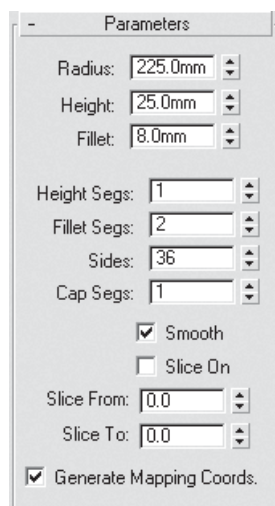 - Parameters
Radius: 225.0mm
Height: 25.0mm
Fillet: 8.0mm
Height Segs: 1
Fillet Segs: 2
Sides: 36
Cap Segs: 1
Smooth
Slice On
Slice From: 0.0
Slice To: 0.0
Generate Mapping Coords.